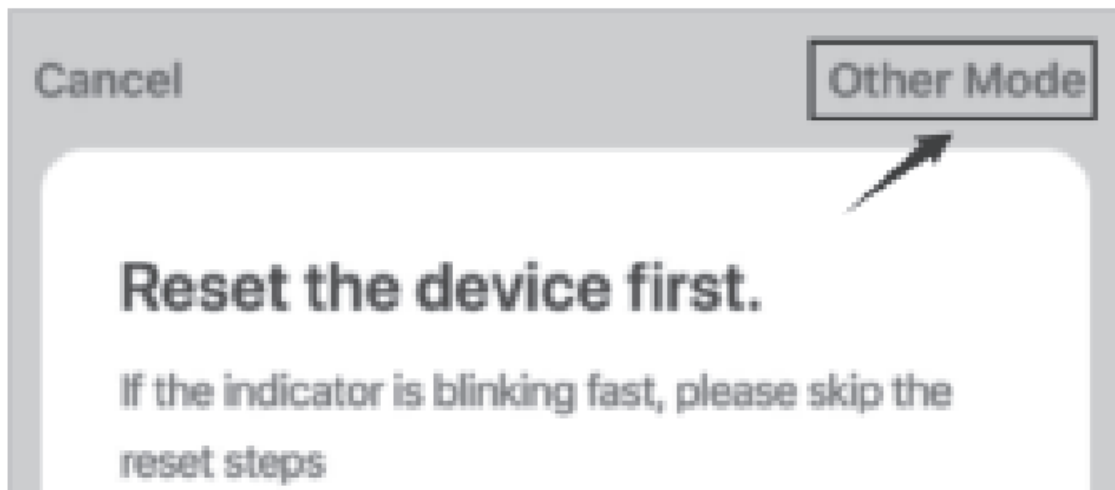 Cancel
Other Mode
Reset the device first.
If the indicator is blinking fast, please skip the
reset steps